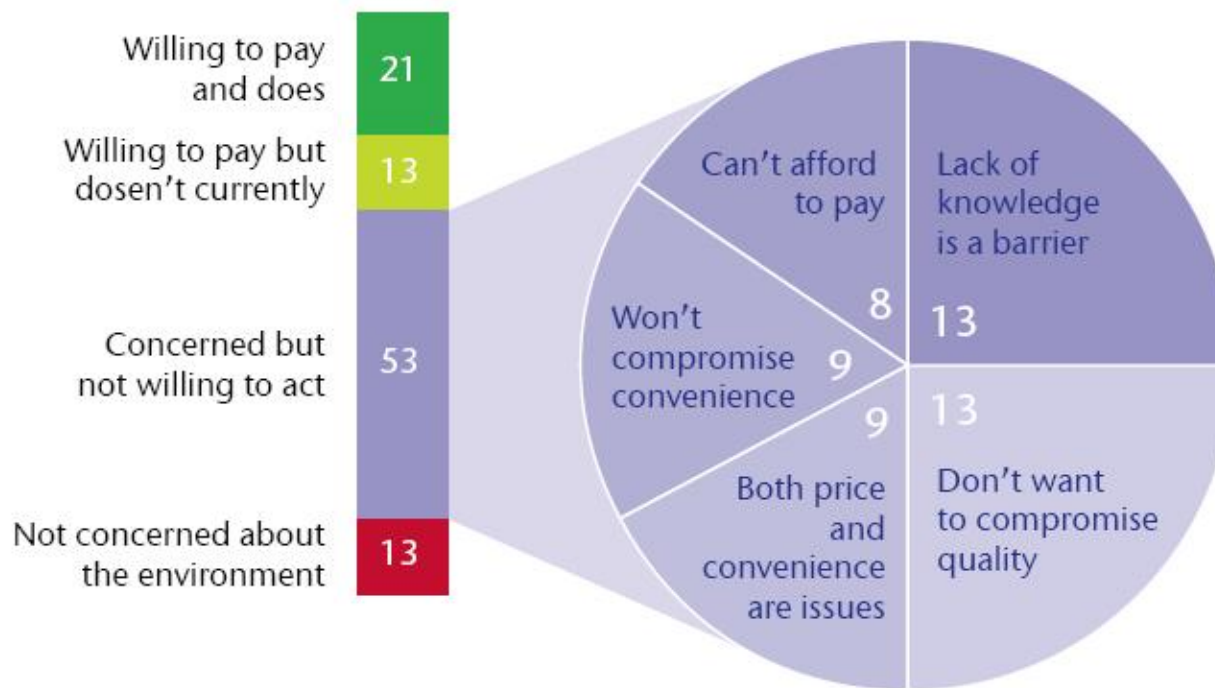 Willing to pay
and does
21
Willing to pay but
dosen't currently
13
Concerned but
not willing to act
53
Not concerned about
the environment
13
Can't afford
to pay
8
Lack of
knowledge
is a barrier
13
Won't
compromise
convenience
9
Both price
and
convenience
are issues
9
Don't want
to compromise
quality
13